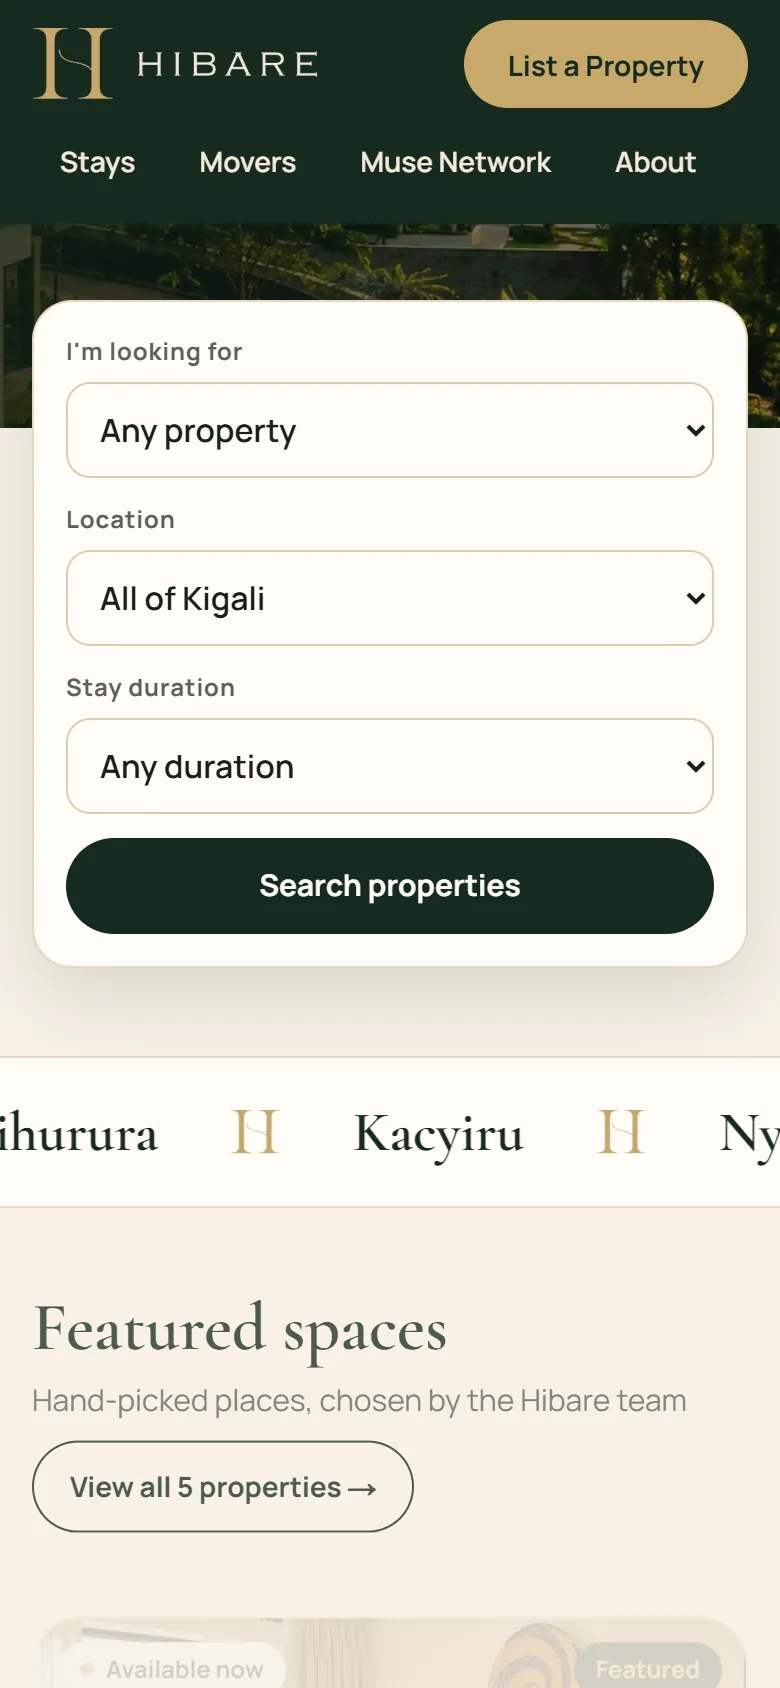 HIBARE
List a Property
Stays
Movers
Muse Network
About
I'm looking for
Any property
Location
All of Kigali
Stay duration
Any duration
Search properties
ihurura
Kacyiru
Ny
Featured spaces
Hand-picked places, chosen by the Hibare team
View all 5 properties →
Available now
Featured